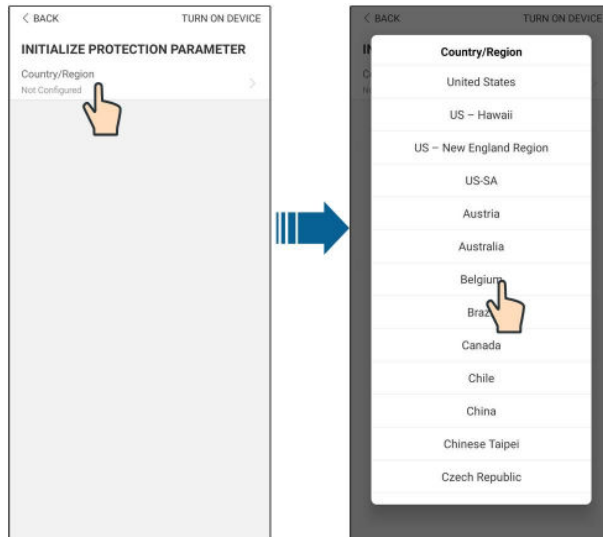 < BACK TURN ON DEVICE
INITIALIZE PROTECTION PARAMETER
Country/Region
Not Configured
< BACK TURN ON DEVICE
Country/Region
United States
US – Hawaii
US – New England Region
US-SA
Austria
Australia
Belgium
Canada
Chile
China
Chinese Taipei
Czech Republic